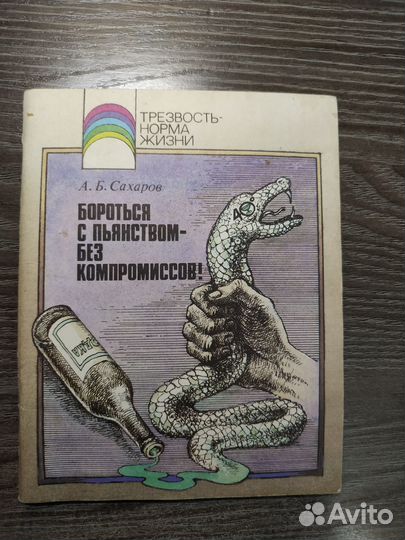 ТРЕЗВОСТЬ-
НОРМА
ЖИЗНИ
А. Б. Сахаров
БОРОТЬСЯ
С ПЬЯНСТВОМ-
БЕЗ
КОМПРОМИССОВ!
Avito